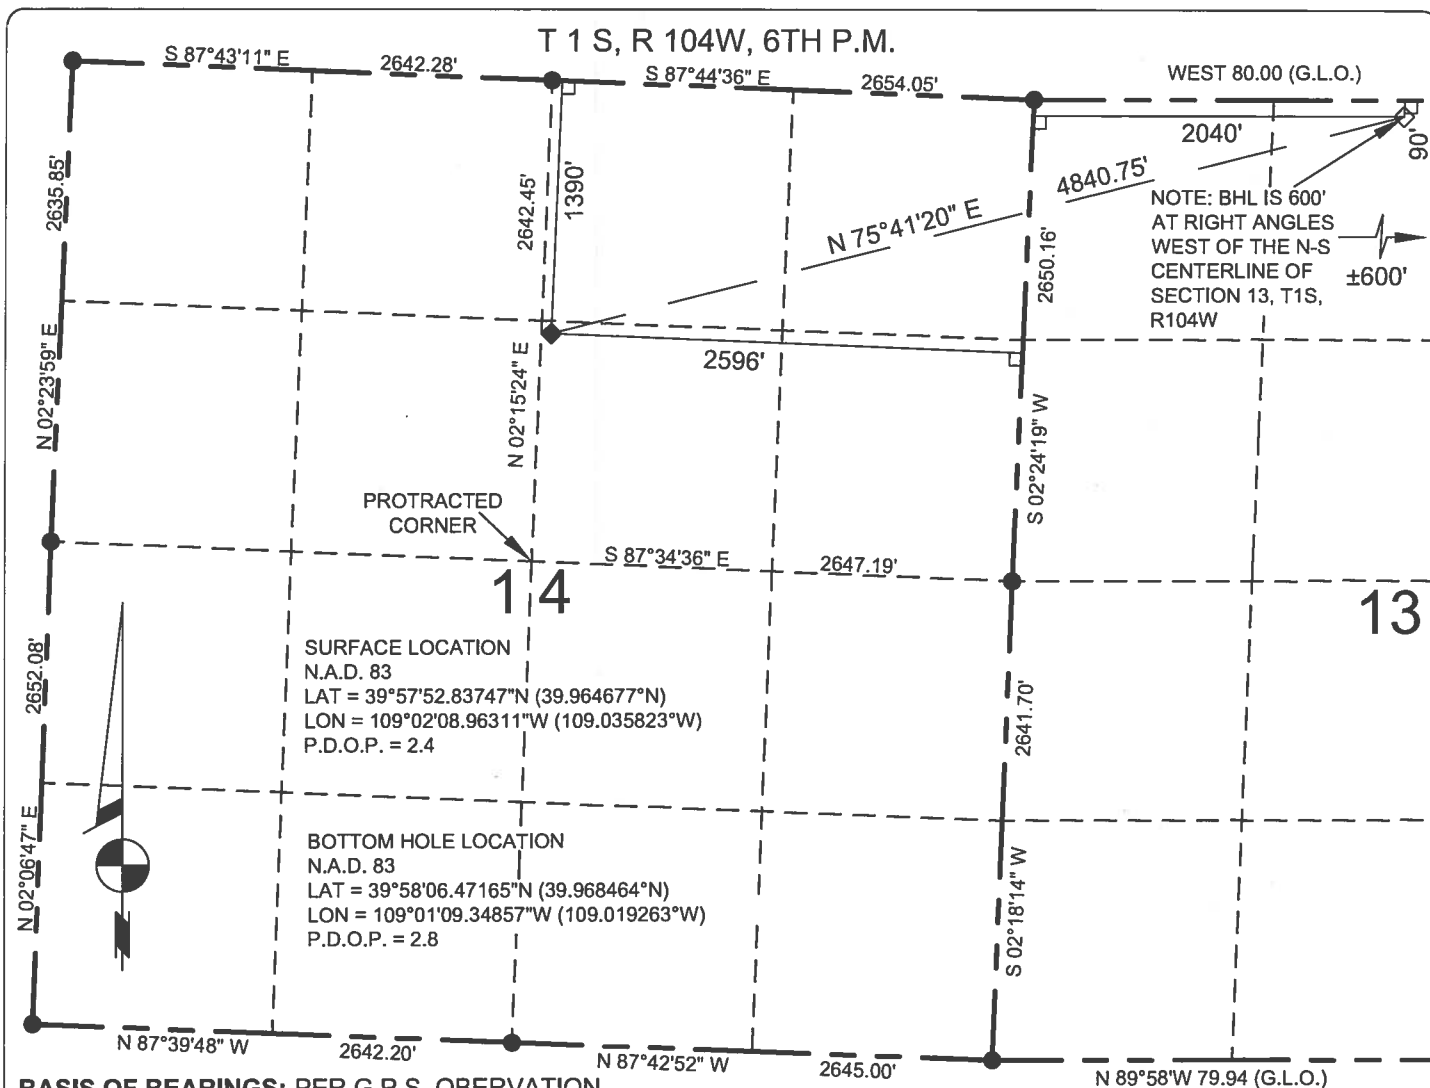 T 1 S, R 104W, 6TH P.M.
S 87°43'11" E
2642.28'
S 87°44'36" E
2654.05'
WEST 80.00 (G.L.O.)
2635.85'
2642.45'
1390'
2040'
90'
4840.75'
N 75°41'20" E
NOTE: BHL IS 600'
AT RIGHT ANGLES
WEST OF THE N-S
CENTERLINE OF
SECTION 13, T1S,
R104W
±600'
2650.16'
N 02°23'59" E
2596'
N 02°15'24" E
S 02°24'19" W
PROTRACTED
CORNER
S 87°34'36" E
2647.19'
14
13
SURFACE LOCATION
N.A.D. 83
LAT = 39°57'52.83747"N (39.964677°N)
LON = 109°02'08.96311"W (109.035823°W)
P.D.O.P. = 2.4
2652.08'
2641.70'
BOTTOM HOLE LOCATION
N.A.D. 83
LAT = 39°58'06.47165"N (39.968464°N)
LON = 109°01'09.34857"W (109.019263°W)
P.D.O.P. = 2.8
N 02°06'47" E
S 02°18'14" W
N 87°39'48" W
2642.20'
N 87°42'52" W
2645.00'
N 89°58'W 79.94 (G.L.O.)
BASIS OF BEARINGS: PER G.P.S. OBERVATION